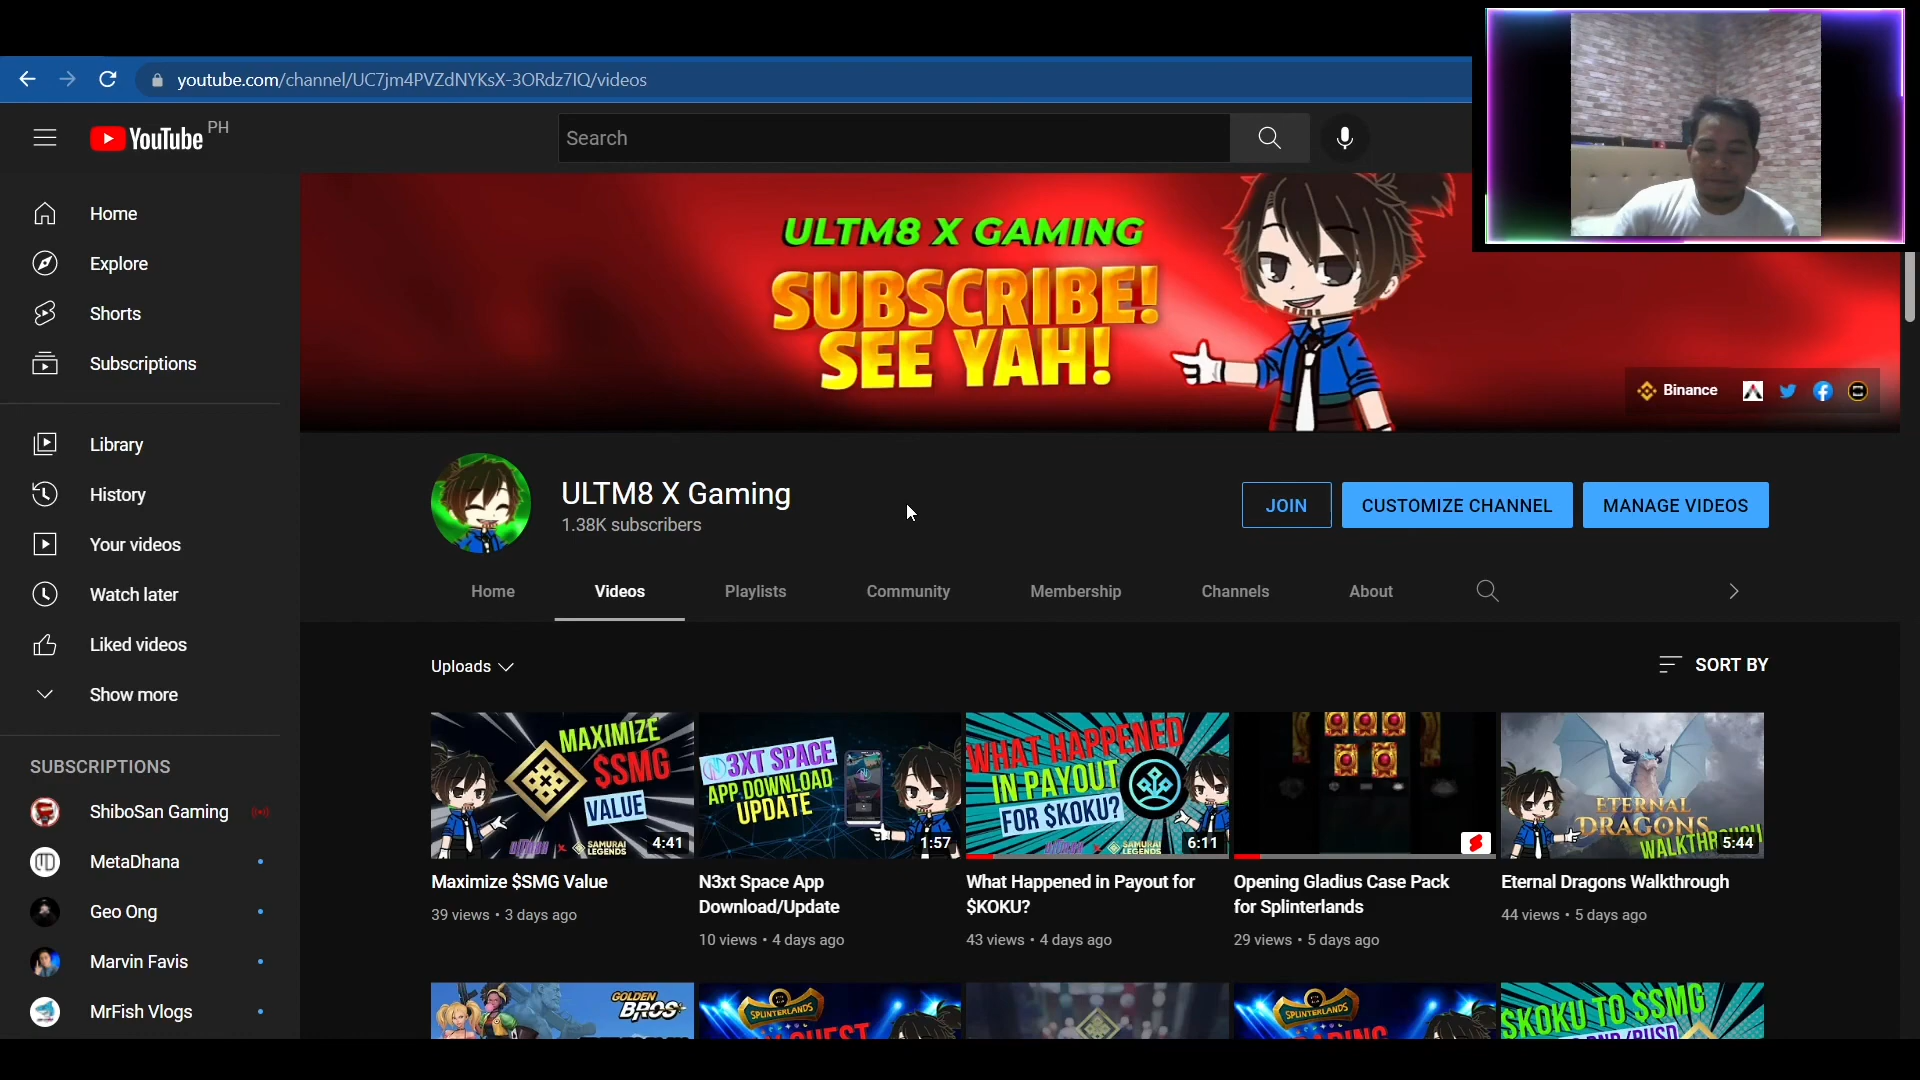 youtube.com/channel/UC7jm4PVZdNYKsX-3ORdz7IQ/videos
YouTube PH
Search
Home
Explore
Shorts
Subscriptions
Library
History
Your videos
Watch later
Liked videos
Show more
SUBSCRIPTIONS
ShiboSan Gaming
MetaDhana
Geo Ong
Marvin Favis
MrFish Vlogs
ULTM8 X GAMING
SUBSCRIBE!
SEE YAH!
Binance
ULTM8 X Gaming
1.38K subscribers
JOIN
CUSTOMIZE CHANNEL
MANAGE VIDEOS
Home
Videos
Playlists
Community
Membership
Channels
About
Uploads
SORT BY
MAXIMIZE
$SMG
VALUE
SAMURAI
LEGENDS
4:41
Maximize $SMG Value
39 views • 3 days ago
N3XT SPACE
APP DOWNLOAD
UPDATE
1:57
N3xt Space App
Download/Update
10 views • 4 days ago
WHAT HAPPENED
IN PAYOUT
FOR $KOKU?
SAMURAI
LEGENDS
6:11
What Happened in Payout for
$KOKU?
43 views • 4 days ago
Opening Gladius Case Pack
for Splinterlands
29 views • 5 days ago
ETERNAL
DRAGONS
WALKTHROUGH
5:44
Eternal Dragons Walkthrough
44 views • 5 days ago
GOLDEN
BROS
SPLINTERLANDS
SPLINTERLANDS
$KOKU TO $SMG